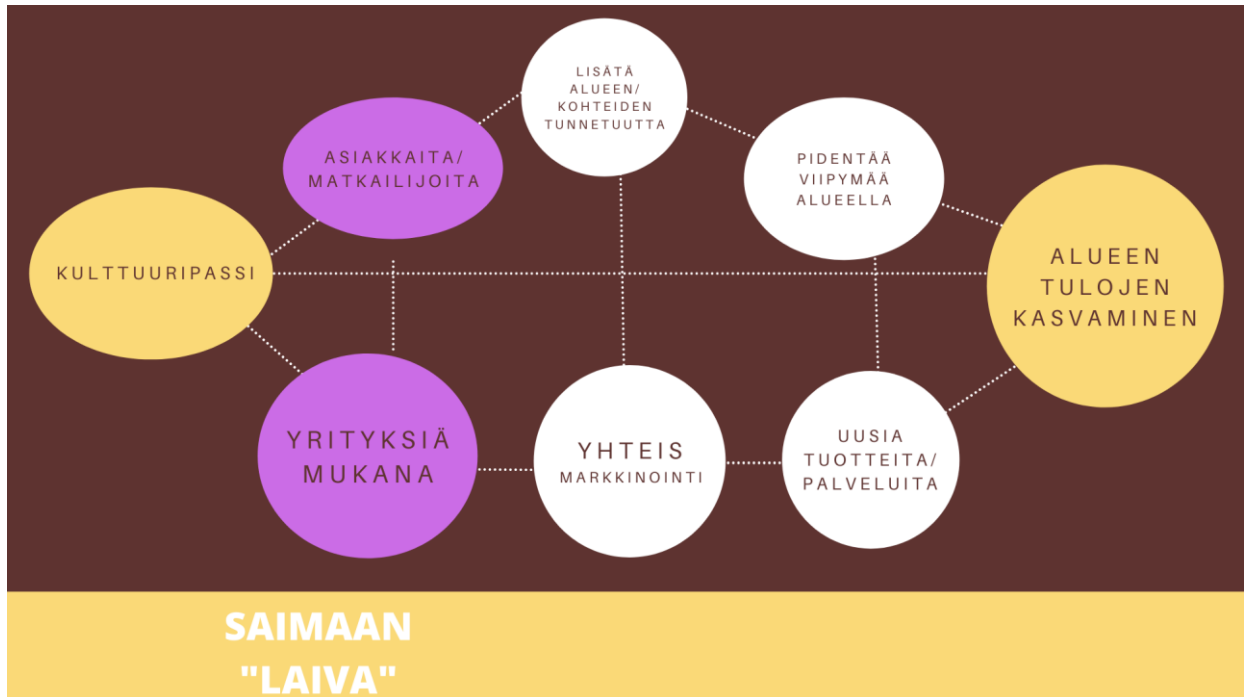 LISÄTÄ
ALUEEN/
KOHTEIDEN
TUNNETUUTTA
ASIAKKAITA/
MATKAILIJOITA
PIDENTÄÄ
VIIPYMÄÄ
ALUEELLA
KULTTUURIPASSI
ALUEEN
TULOJEN
KASVAMINEN
YRITYKSIÄ
MUKANA
YHTEIS
MARKKINOINTI
UUSIA
TUOTTEITA/
PALVELUITA
SAIMAAN
"LAIVA"